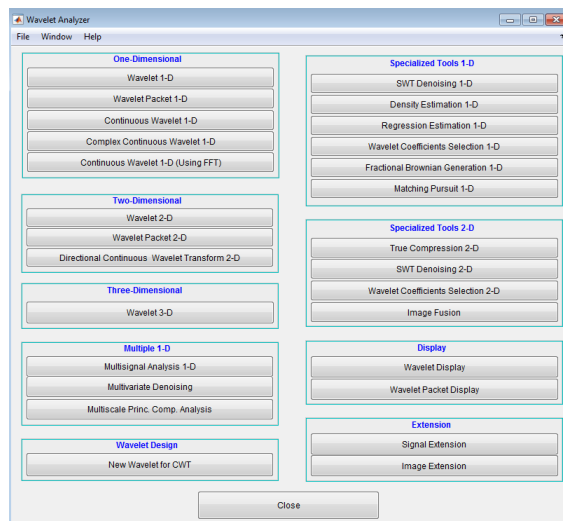 Wavelet Analyzer
File Window Help
One-Dimensional
Wavelet 1-D
Wavelet Packet 1-D
Continuous Wavelet 1-D
Complex Continuous Wavelet 1-D
Continuous Wavelet 1-D (Using FFT)
Two-Dimensional
Wavelet 2-D
Wavelet Packet 2-D
Directional Continuous Wavelet Transform 2-D
Three-Dimensional
Wavelet 3-D
Multiple 1-D
Multisignal Analysis 1-D
Multivariate Denoising
Multiscale Princ. Comp. Analysis
Wavelet Design
New Wavelet for CWT
Specialized Tools 1-D
SWT Denoising 1-D
Density Estimation 1-D
Regression Estimation 1-D
Wavelet Coefficients Selection 1-D
Fractional Brownian Generation 1-D
Matching Pursuit 1-D
Specialized Tools 2-D
True Compression 2-D
SWT Denoising 2-D
Wavelet Coefficients Selection 2-D
Image Fusion
Display
Wavelet Display
Wavelet Packet Display
Extension
Signal Extension
Image Extension
Close